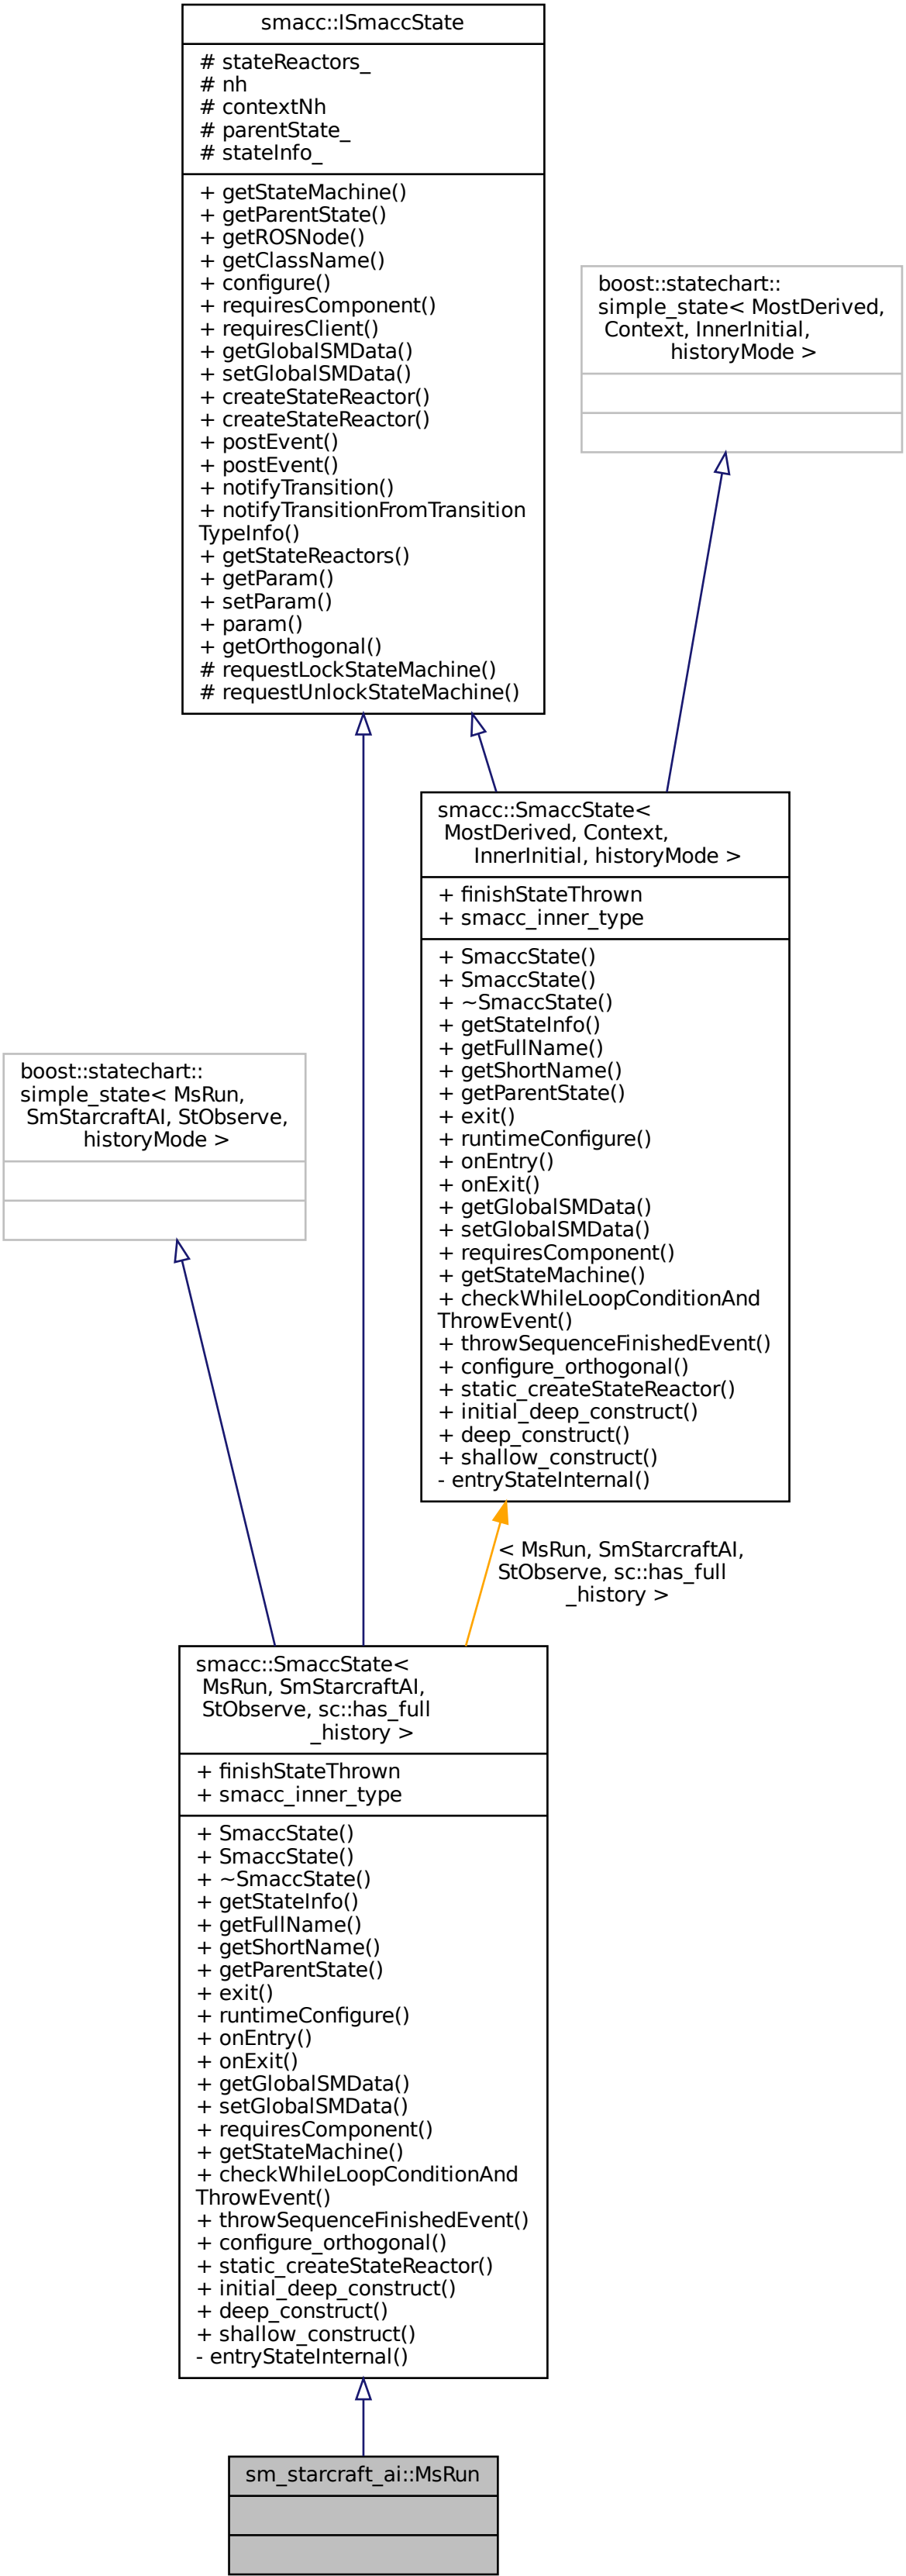 smacc::ISmaccState
# stateReactors_
# nh
# contextNh
# parentState_
# stateInfo_
+ getStateMachine()
+ getParentState()
+ getROSNode()
+ getClassName()
+ configure()
+ requiresComponent()
+ requiresClient()
+ getGlobalSMData()
+ setGlobalSMData()
+ createStateReactor()
+ createStateReactor()
+ postEvent()
+ postEvent()
+ notifyTransition()
+ notifyTransitionFromTransition
TypeInfo()
+ getStateReactors()
+ getParam()
+ setParam()
+ param()
+ getOrthogonal()
# requestLockStateMachine()
# requestUnlockStateMachine()
boost::statechart::
simple_state< MostDerived,
Context, InnerInitial,
historyMode >
smacc::SmaccState<
MostDerived, Context,
InnerInitial, historyMode >
+ finishStateThrown
+ smacc_inner_type
+ SmaccState()
+ SmaccState()
+ ~SmaccState()
+ getStateInfo()
+ getFullName()
+ getShortName()
+ getParentState()
+ exit()
+ runtimeConfigure()
+ onEntry()
+ onExit()
+ getGlobalSMData()
+ setGlobalSMData()
+ requiresComponent()
+ getStateMachine()
+ checkWhileLoopConditionAnd
ThrowEvent()
+ throwSequenceFinishedEvent()
+ configure_orthogonal()
+ static_createStateReactor()
+ initial_deep_construct()
+ deep_construct()
+ shallow_construct()
- entryStateInternal()
boost::statechart::
simple_state< MsRun,
SmStarcraftAI, StObserve,
historyMode >
< MsRun, SmStarcraftAI,
StObserve, sc::has_full
_history >
smacc::SmaccState<
MsRun, SmStarcraftAI,
StObserve, sc::has_full
_history >
+ finishStateThrown
+ smacc_inner_type
+ SmaccState()
+ SmaccState()
+ ~SmaccState()
+ getStateInfo()
+ getFullName()
+ getShortName()
+ getParentState()
+ exit()
+ runtimeConfigure()
+ onEntry()
+ onExit()
+ getGlobalSMData()
+ setGlobalSMData()
+ requiresComponent()
+ getStateMachine()
+ checkWhileLoopConditionAnd
ThrowEvent()
+ throwSequenceFinishedEvent()
+ configure_orthogonal()
+ static_createStateReactor()
+ initial_deep_construct()
+ deep_construct()
+ shallow_construct()
- entryStateInternal()
sm_starcraft_ai::MsRun